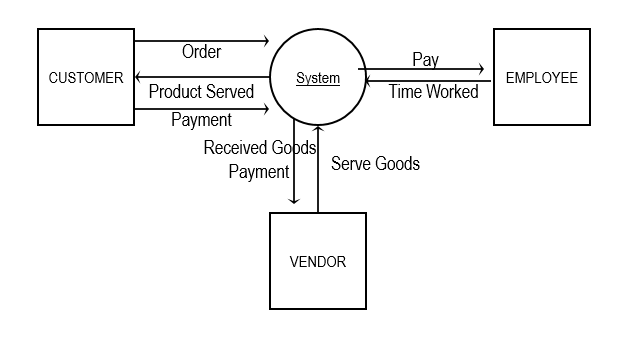 Order
CUSTOMER
Product Served
Payment
System
Pay
Time Worked
EMPLOYEE
Received Goods
Payment
Serve Goods
VENDOR